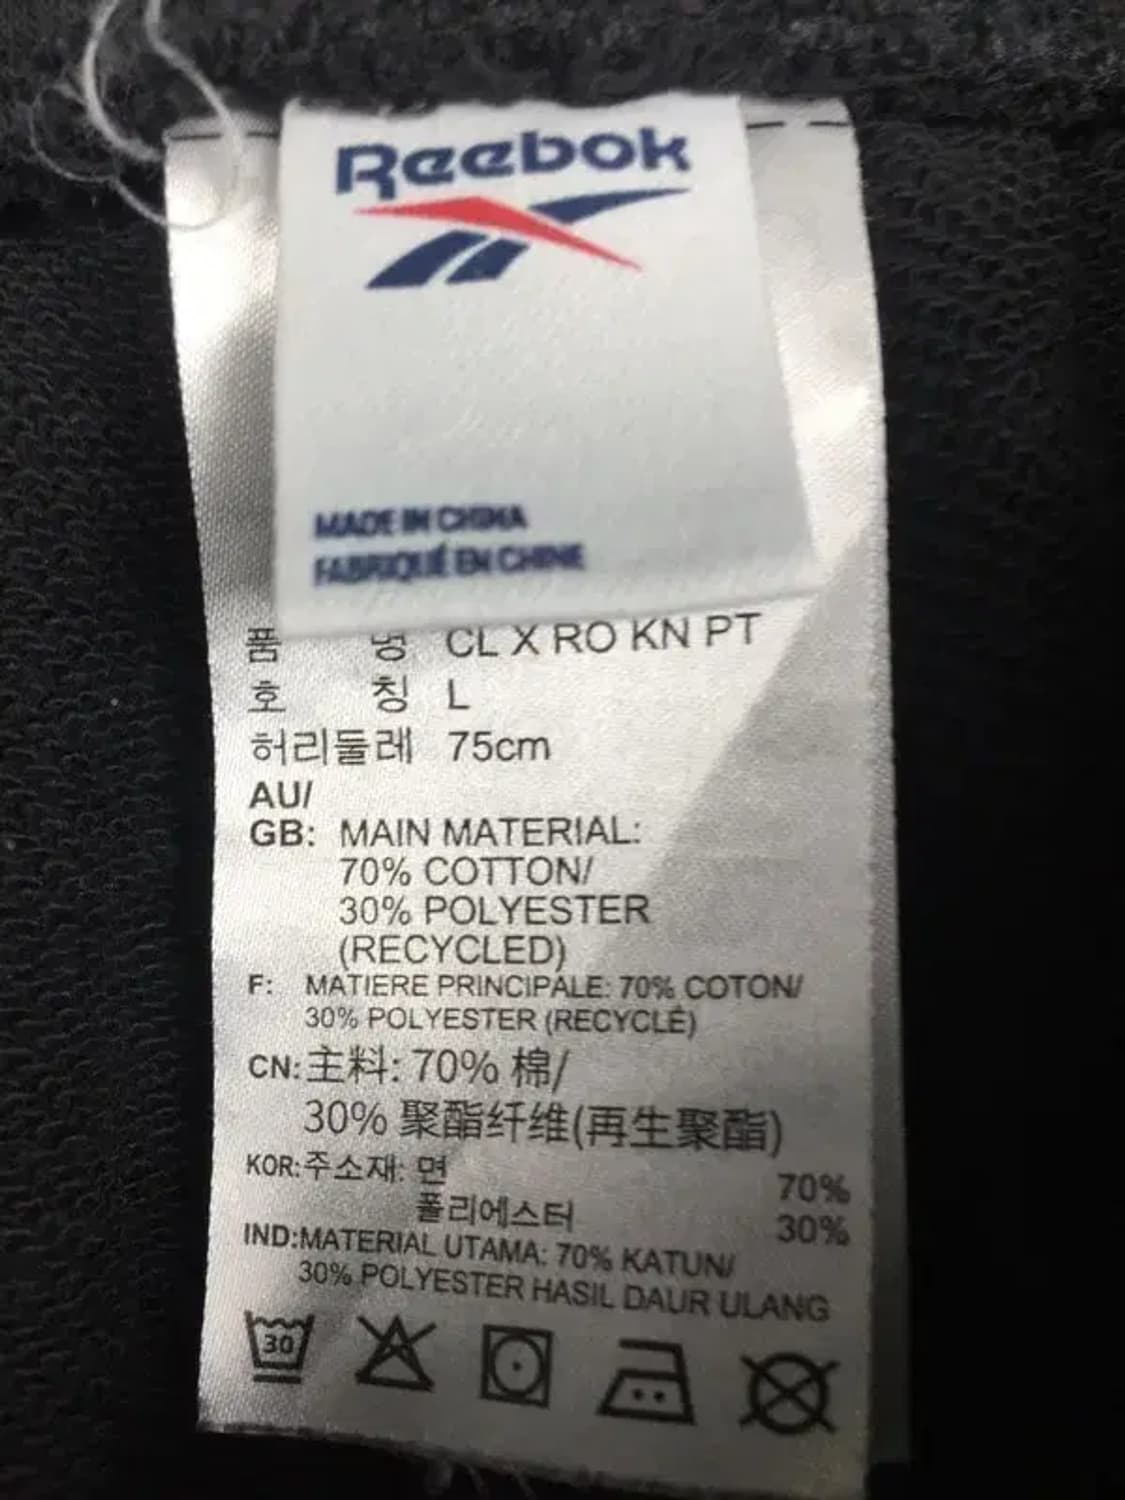 Reebok
MADE IN CHINA
FABRIQUÉ EN CHINE
품 명 CL X RO KN PT
호 칭 L
허리둘레 75cm
AU/
GB: MAIN MATERIAL:
70% COTTON/
30% POLYESTER
(RECYCLED)
F: MATIERE PRINCIPALE: 70% COTON/
30% POLYESTER (RECYCLÉ)
CN: 主料: 70% 棉/
30% 聚酯纤维(再生聚酯)
KOR: 주소재: 면 70%
폴리에스터 30%
IND: MATERIAL UTAMA: 70% KATUN/
30% POLYESTER HASIL DAUR ULANG
30